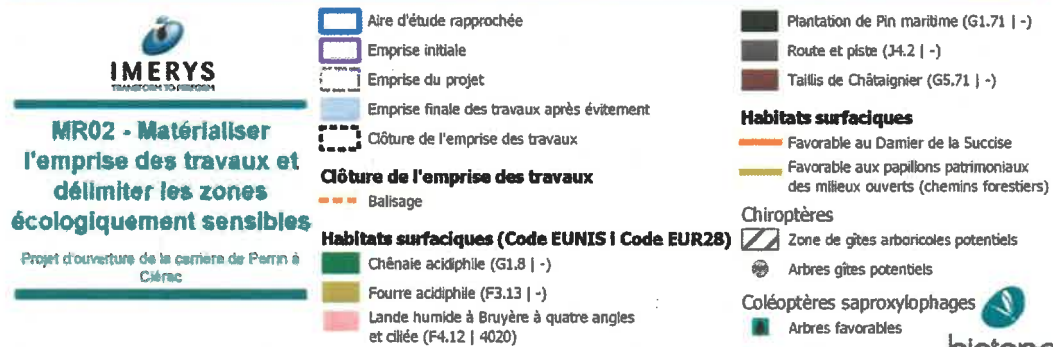 IMERYS
TRANSFORM TO PERFORM
MR02 - Matérialiser
l'emprise des travaux et
délimiter les zones
écologiquement sensibles
Projet d'ouverture de la carrière de Perrin à
Clérac
Aire d'étude rapprochée
Emprise initiale
Emprise du projet
Emprise finale des travaux après évitement
Clôture de l'emprise des travaux
Clôture de l'emprise des travaux
Balisage
Habitats surfaciques (Code EUNIS | Code EUR28)
Chênaie acidiphile (G1.8 | -)
Fourre acidiphile (F3.13 | -)
Lande humide à Bruyère à quatre angles
et ciliée (F4.12 | 4020)
Plantation de Pin maritime (G1.71 | -)
Route et piste (J4.2 | -)
Taillis de Châtaignier (G5.71 | -)
Habitats surfaciques
Favorable au Damier de la Succise
Favorable aux papillons patrimoniaux
des milieux ouverts (chemins forestiers)
Chiroptères
Zone de gîtes arboricoles potentiels
Arbres gîtes potentiels
Coléoptères saproxylophages
Arbres favorables